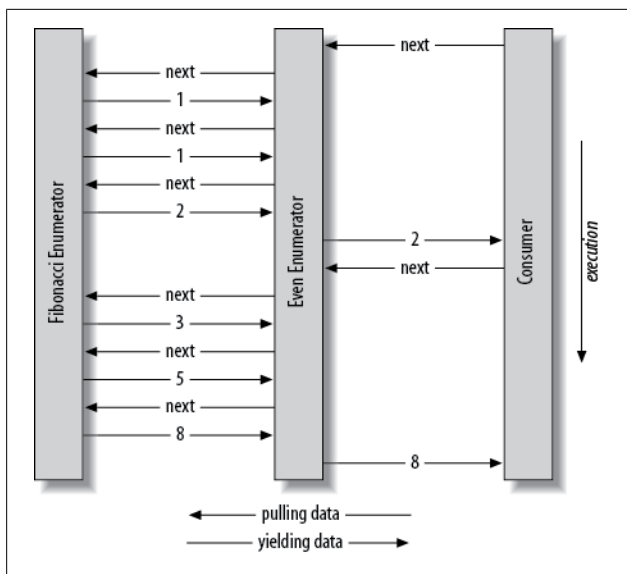 next
next
1
next
1
next
2
2
next
next
3
next
5
next
8
8
Fibonacci Enumerator
Even Enumerator
Consumer
execution
pulling data
yielding data